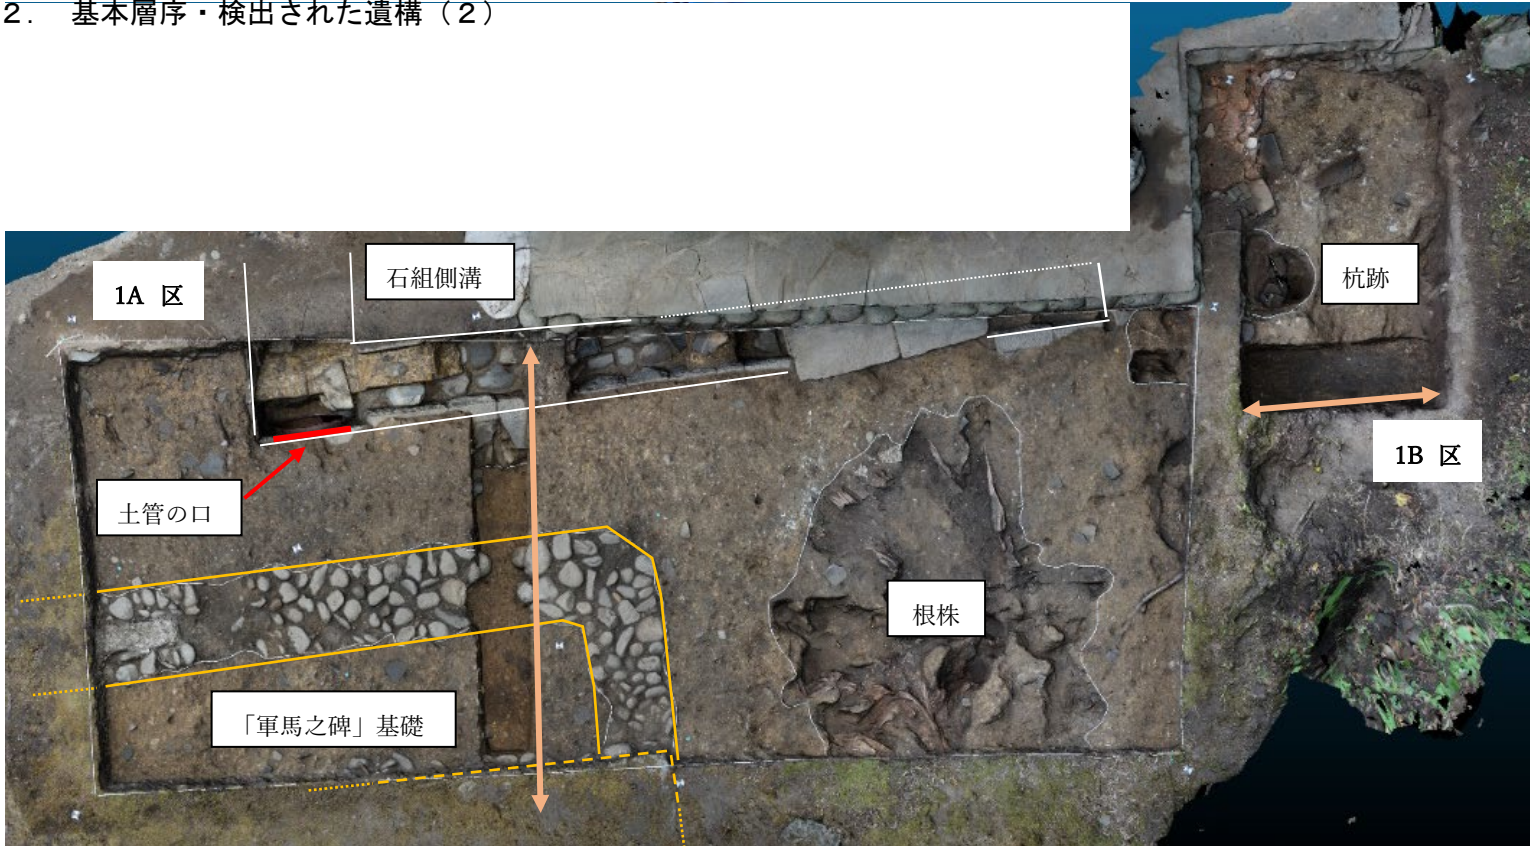 2．　基本層序・検出された遺構（２）
1A 区
石組側溝
杭跡
1B 区
土管の口
根株
「軍馬之碑」基礎